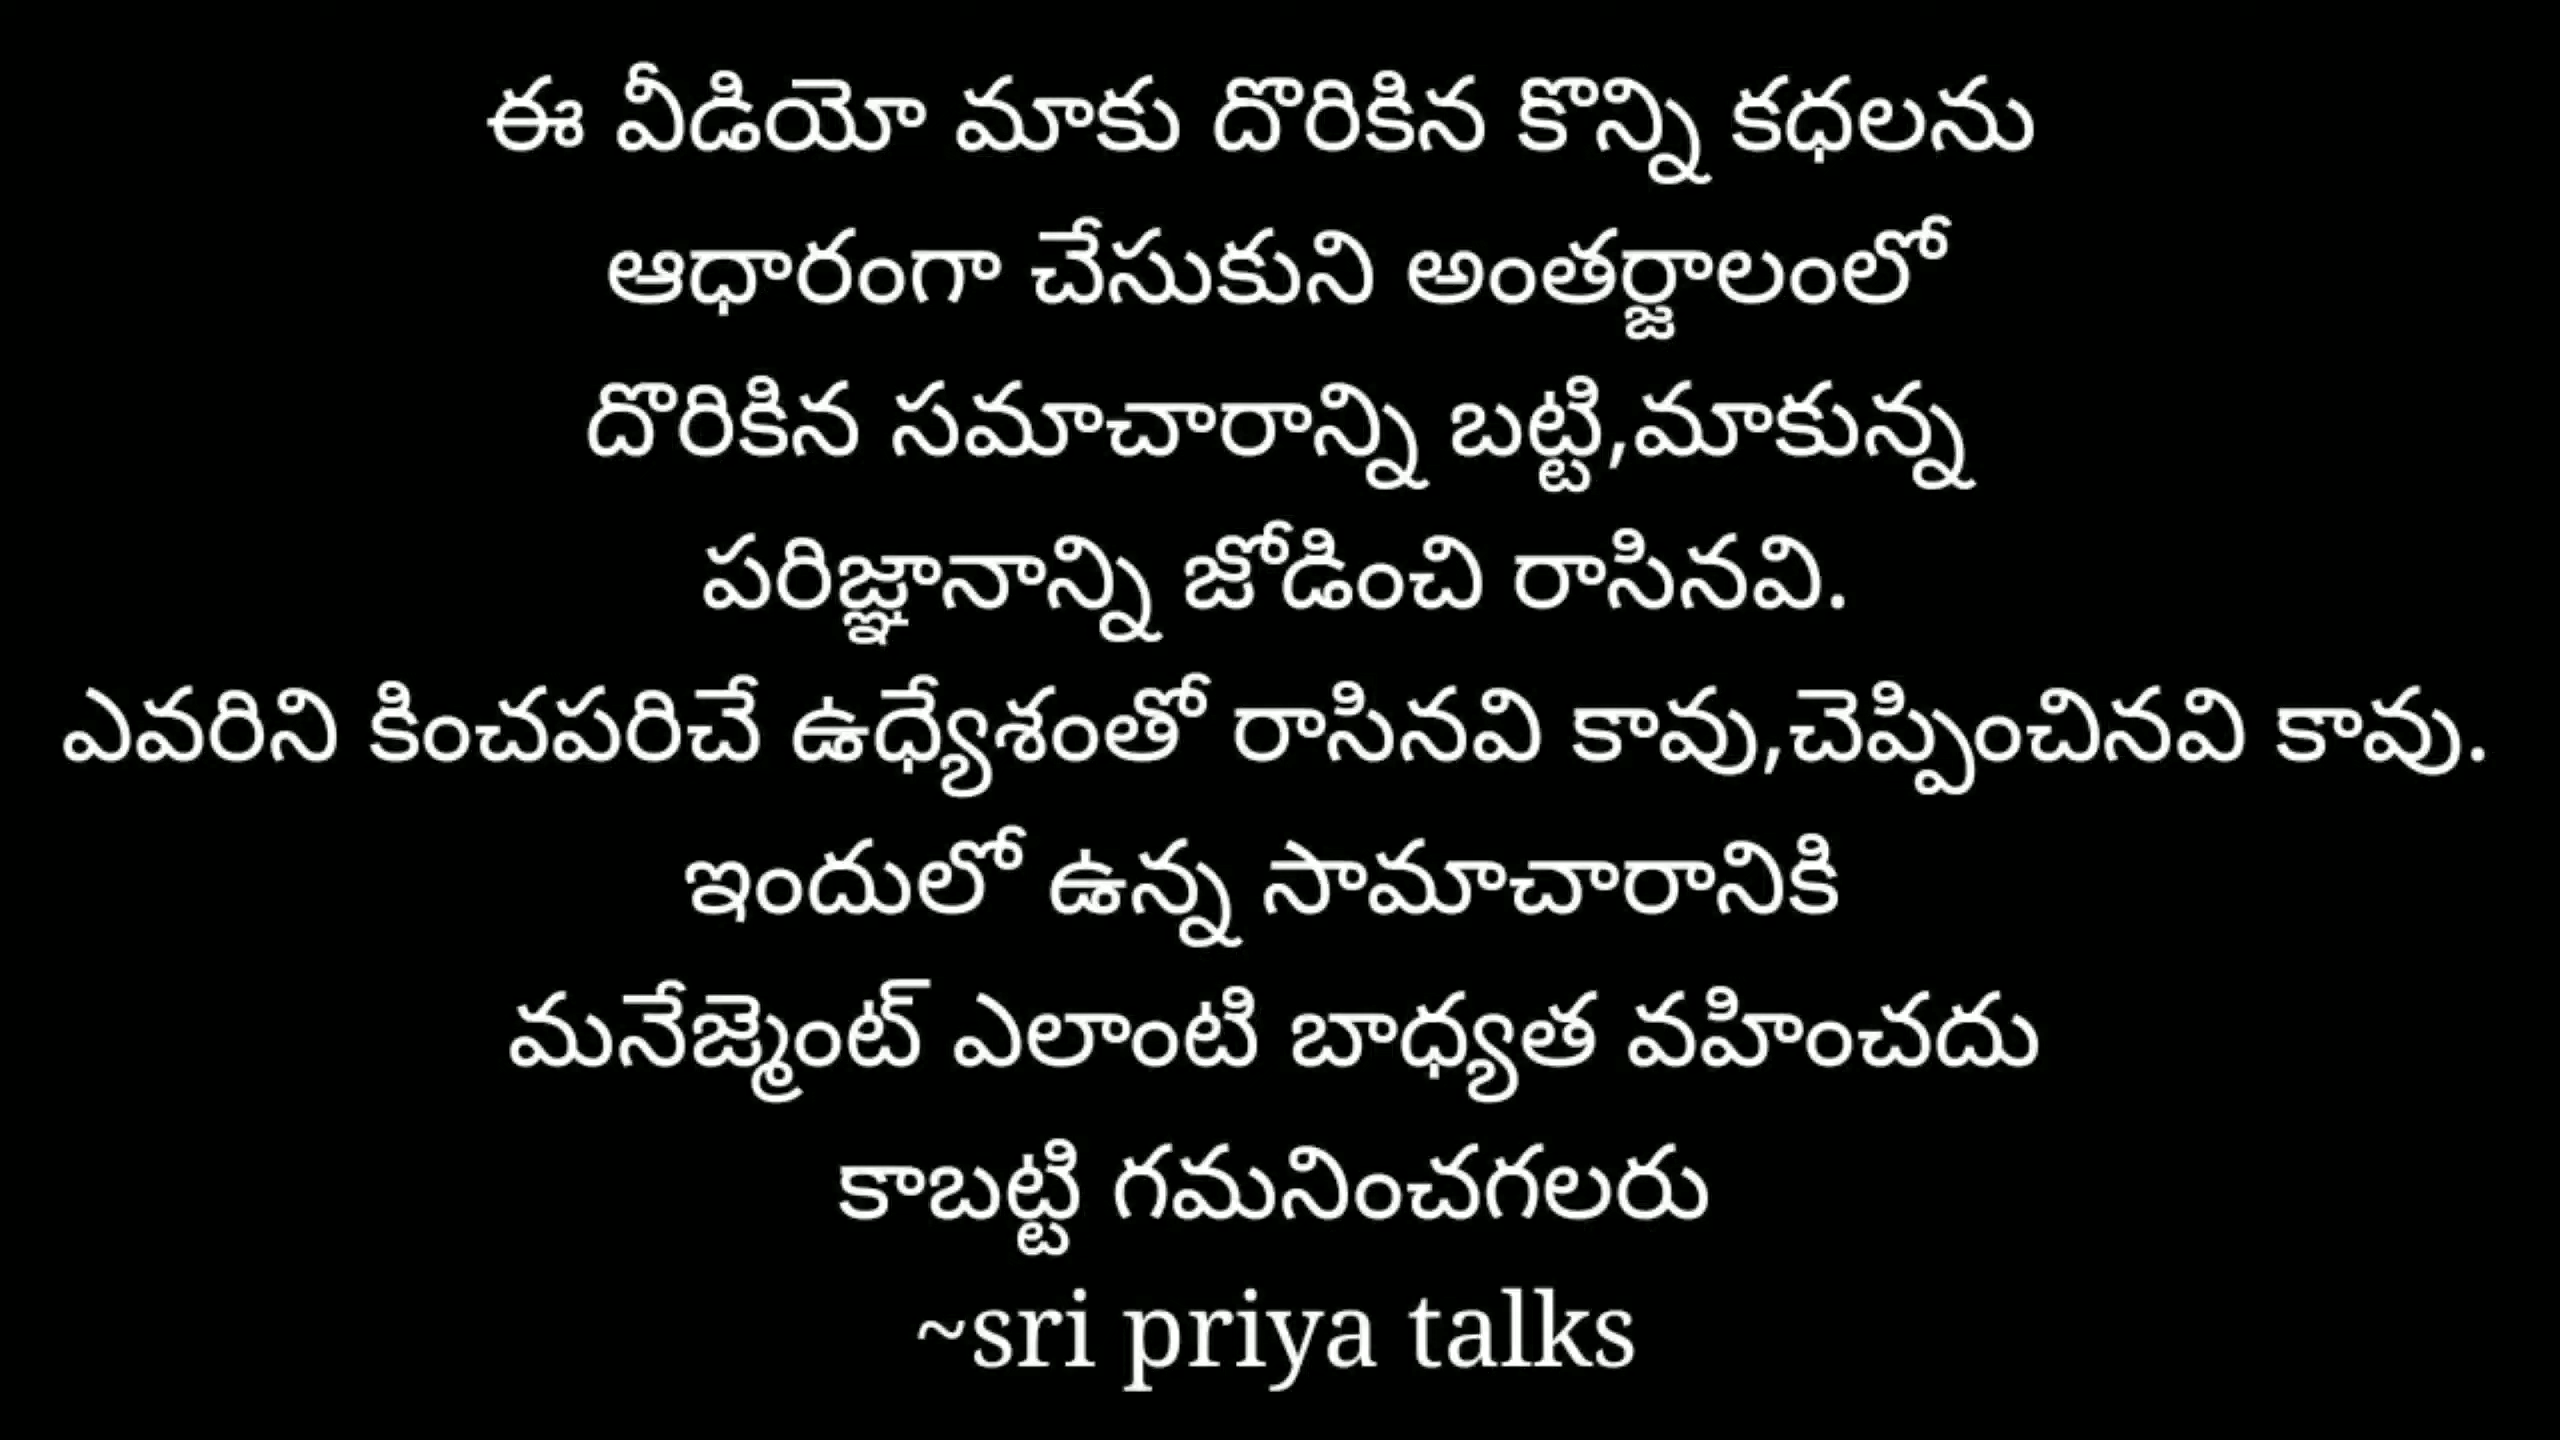 ఈ వీడియో మాకు దొరికిన కొన్ని కధలను
ఆధారంగా చేసుకుని అంతర్జాలంలో
దొరికిన సమాచారాన్ని బట్టి,మాకున్న
పరిజ్ఞానాన్ని జోడించి రాసినవి.
ఎవరిని కించపరిచే ఉధ్యేశంతో రాసినవి కావు,చెప్పించినవి కావు.
ఇందులో ఉన్న సామాచారానికి
మనేజ్మెంట్ ఎలాంటి బాధ్యత వహించదు
కాబట్టి గమనించగలరు
~sri priya talks